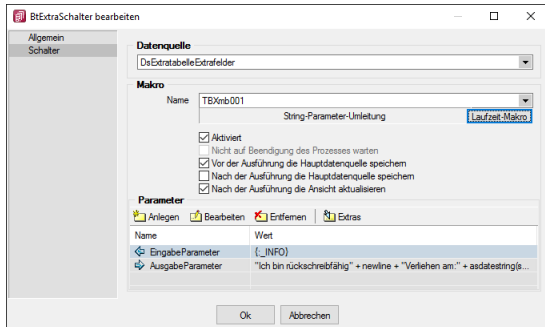 BtExtraSchalter bearbeiten
Allgemein
Schalter
Datenquelle
DsExtratabelleExtrafelder
Makro
Name TBXmb001
String-Parameter-Umleitung Laufzeit-Makro
Aktiviert
Nicht auf Beendigung des Prozesses warten
Vor der Ausführung die Hauptdatenquelle speichern
Nach der Ausführung die Hauptdatenquelle speichern
Nach der Ausführung die Ansicht aktualisieren
Parameter
Anlegen Bearbeiten Entfernen Extras
Name Wert
EingabeParameter {:_INFO}
AusgabeParameter "Ich bin rückschreibfähig" + newline + "Verliehen am:" + asdatestring(s...
Ok Abbrechen